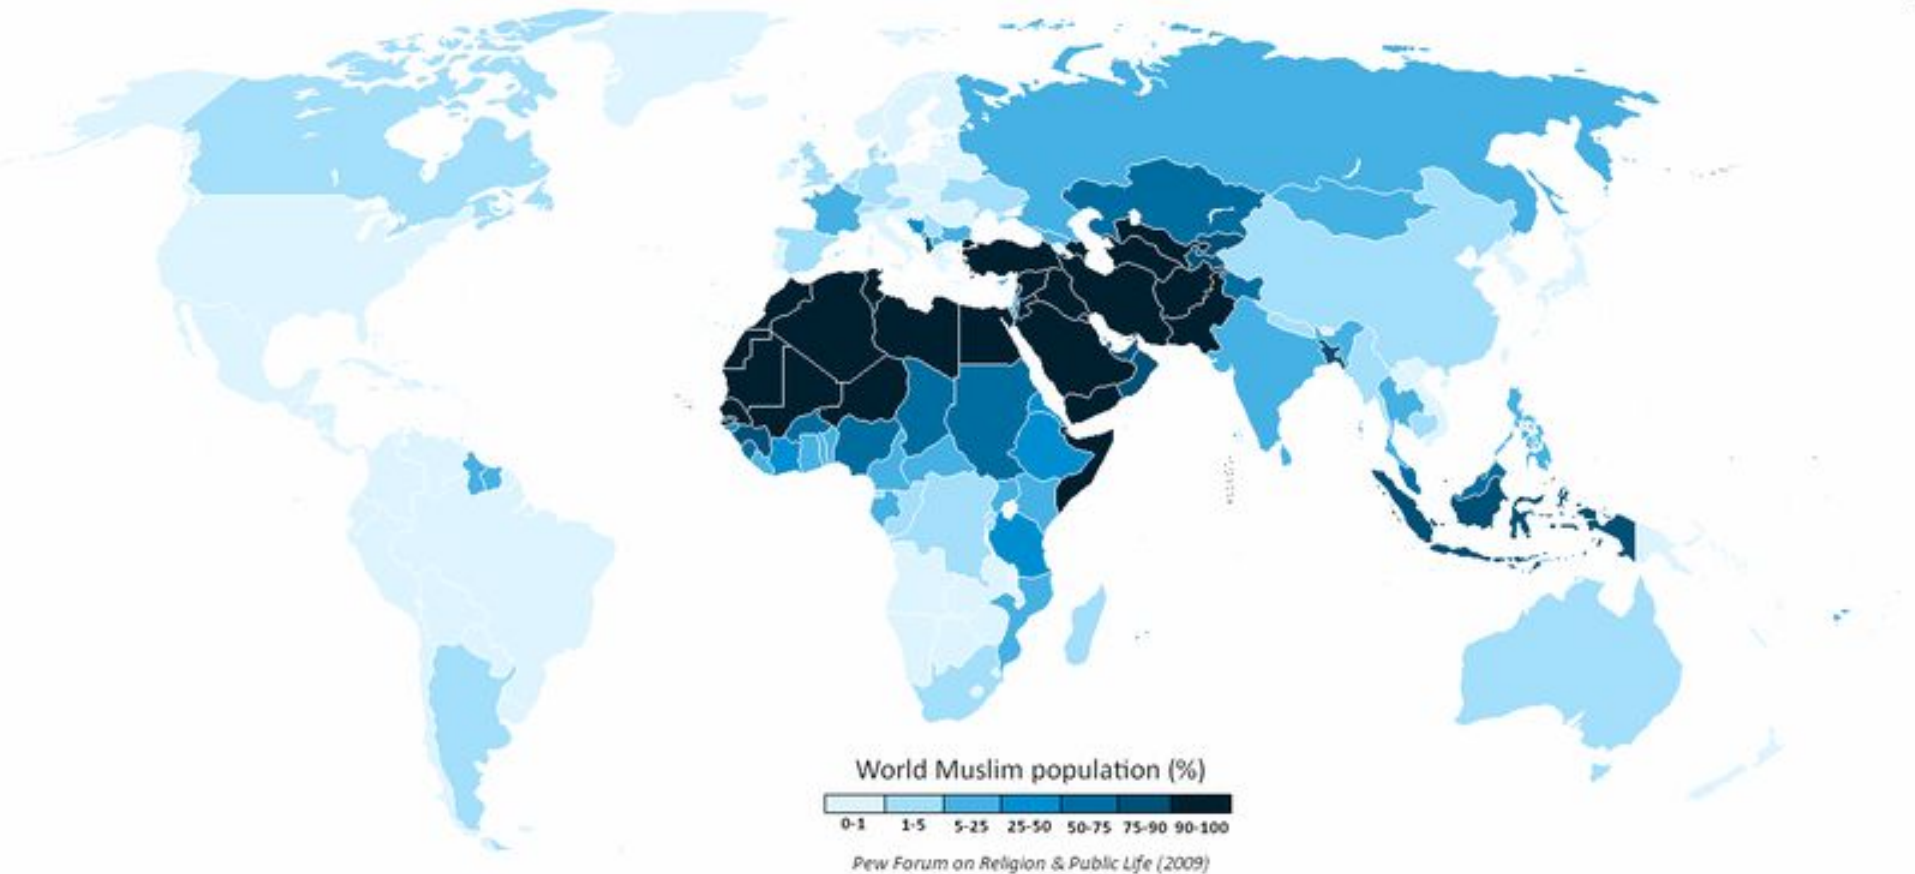 World Muslim population (%)
0-1 1-5 5-25 25-50 50-75 75-90 90-100
Pew Forum on Religion & Public Life (2009)